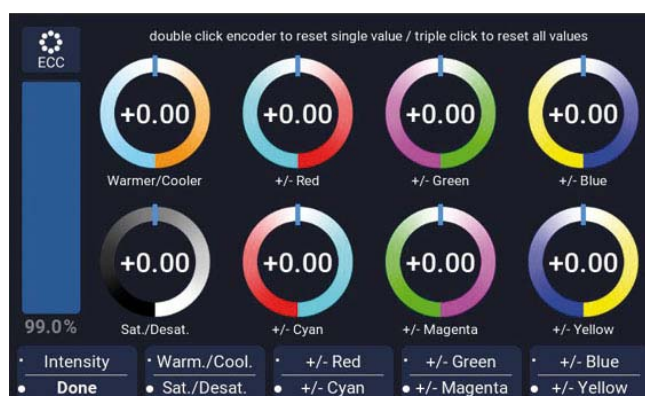 double click encoder to reset single value / triple click to reset all values
ECC
+0.00 +0.00 +0.00 +0.00
Warmer/Cooler +/- Red +/- Green +/- Blue
+0.00 +0.00 +0.00 +0.00
99.0% Sat./Desat. +/- Cyan +/- Magenta +/- Yellow
Intensity Warm./Cool. +/- Red +/- Green +/- Blue
Done Sat./Desat. +/- Cyan +/- Magenta +/- Yellow